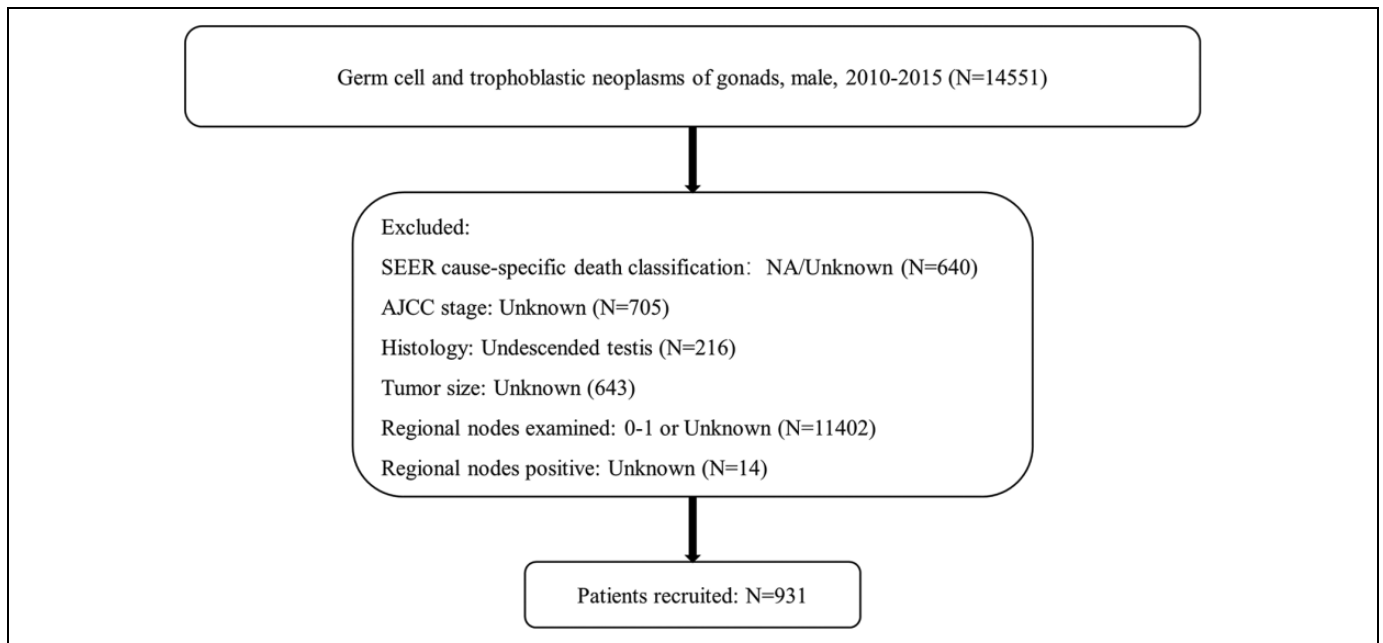 Germ cell and trophoblastic neoplasms of gonads, male, 2010-2015 (N=14551)
Excluded:
SEER cause-specific death classification: NA/Unknown (N=640)
AJCC stage: Unknown (N=705)
Histology: Undescended testis (N=216)
Tumor size: Unknown (643)
Regional nodes examined: 0-1 or Unknown (N=11402)
Regional nodes positive: Unknown (N=14)
Patients recruited: N=931